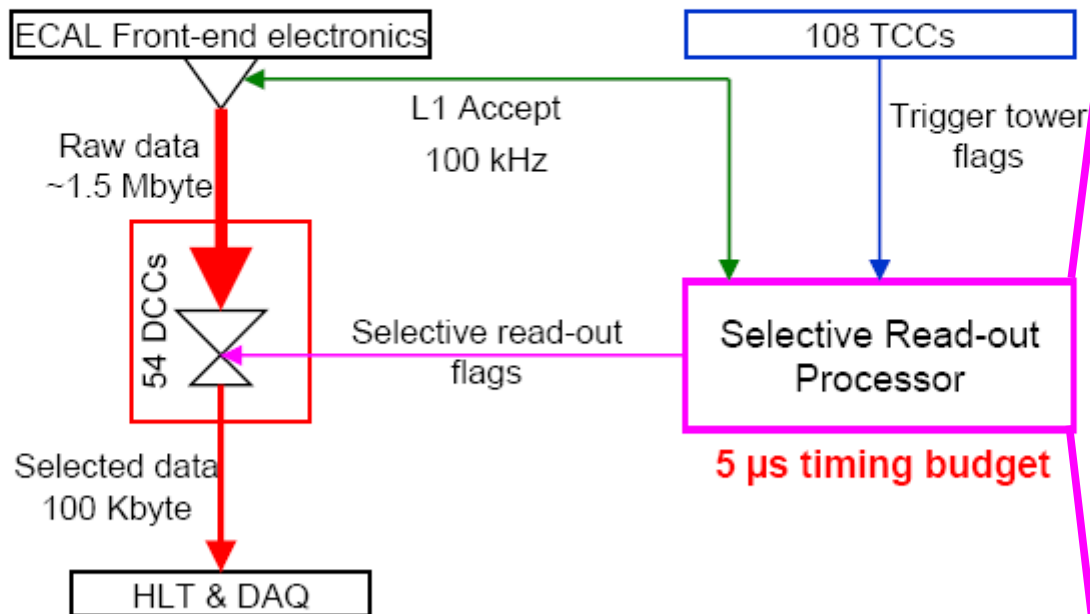 ECAL Front-end electronics
108 TCCs
L1 Accept
100 kHz
Trigger tower
flags
Raw data
~1.5 Mbyte
54 DCCs
Selective read-out
flags
Selective Read-out
Processor
5 µs timing budget
Selected data
100 Kbyte
HLT & DAQ